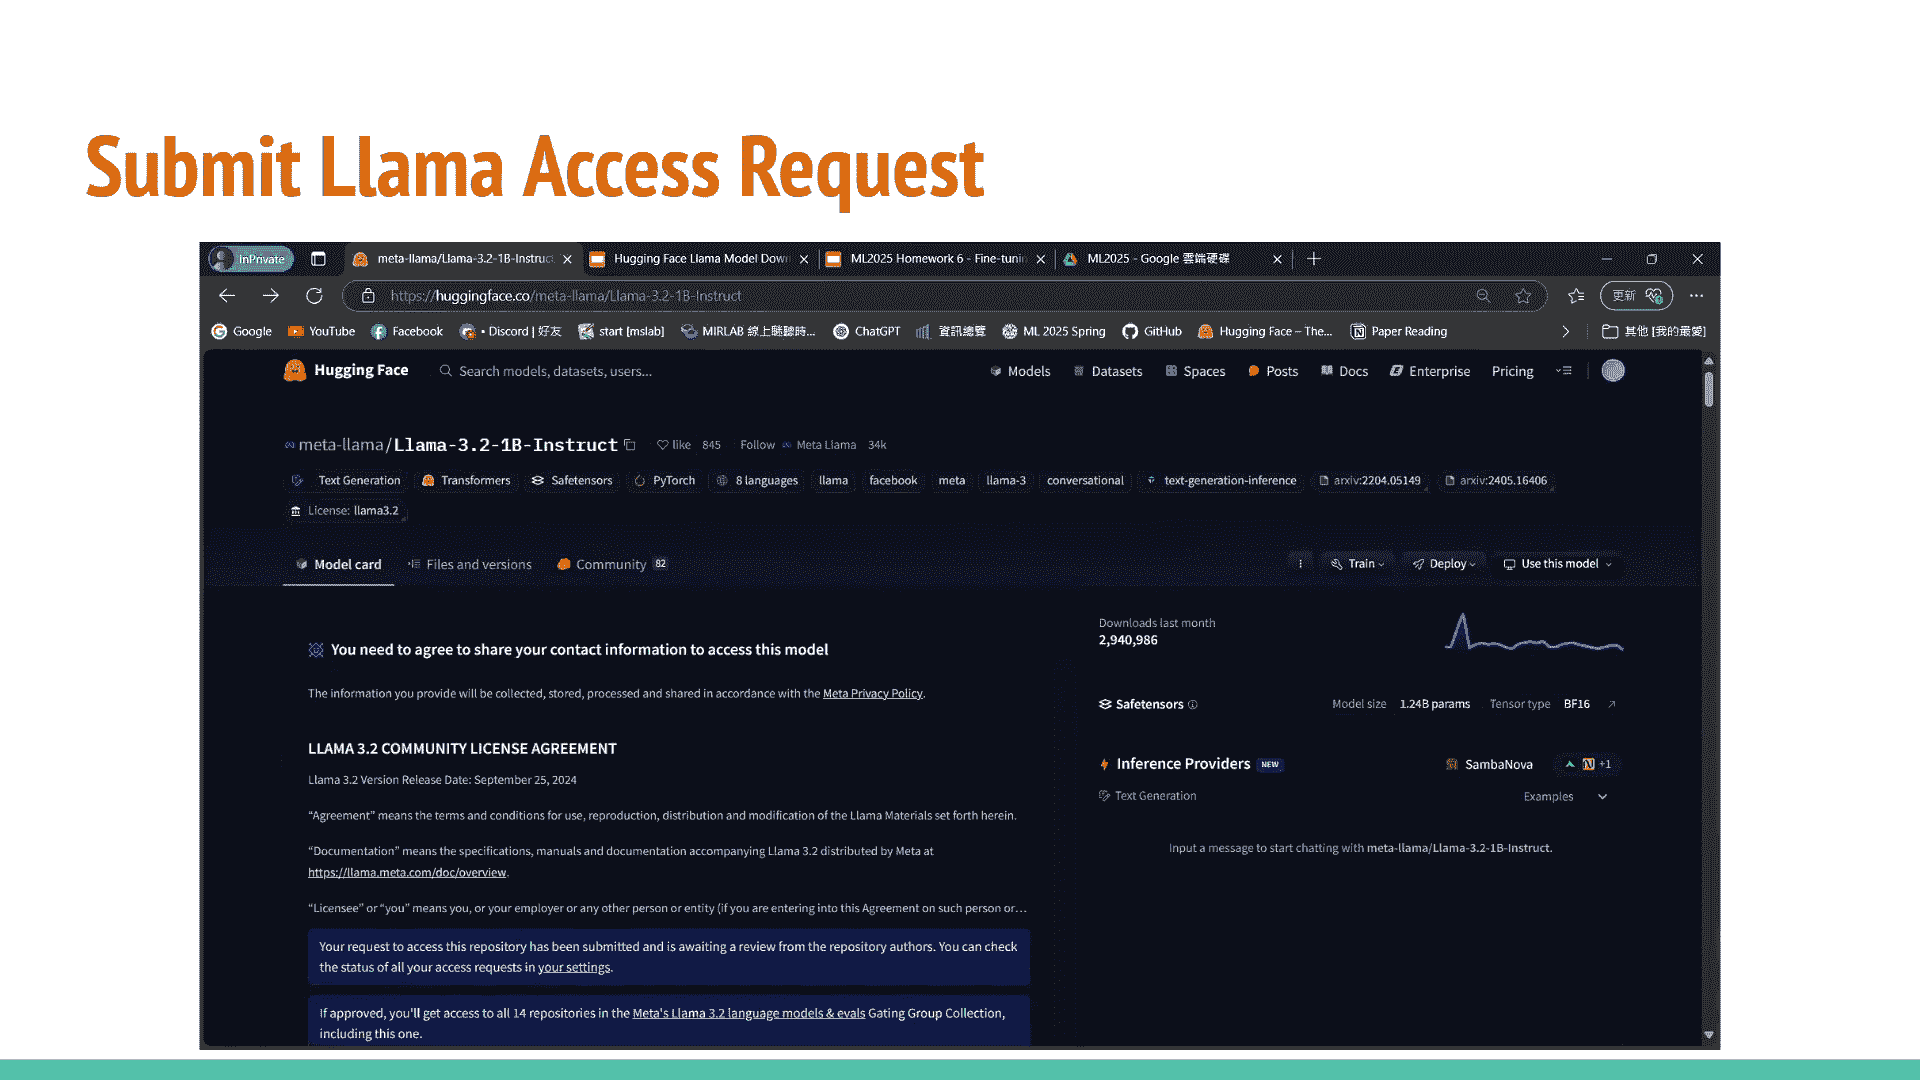 Submit Llama Access Request
InPrivate
meta-llama/Llama-3.2-1B-Instruct
Hugging Face Llama Model Down
ML2025 Homework 6 - Fine-tunin
ML2025 - Google 雲端硬碟
https://huggingface.co/meta-llama/Llama-3.2-1B-Instruct
更新
Google
YouTube
Facebook
• Discord | 好友
start [mslab]
MIRLAB 線上
ChatGPT
資訊總覽
ML 2025 Spring
GitHub
Hugging Face – The...
Paper Reading
其他 [我的最愛]
Hugging Face
Search models, datasets, users...
Models
Datasets
Spaces
Posts
Docs
Enterprise
Pricing
meta-llama/Llama-3.2-1B-Instruct
like 845
Follow
Meta Llama 34k
Text Generation
Transformers
Safetensors
PyTorch
8 languages
llama
facebook
meta
llama-3
conversational
text-generation-inference
arxiv:2204.05149
arxiv:2405.16406
License: llama3.2
Model card
Files and versions
Community 82
Train
Deploy
Use this model
You need to agree to share your contact information to access this model
The information you provide will be collected, stored, processed and shared in accordance with the Meta Privacy Policy.
LLAMA 3.2 COMMUNITY LICENSE AGREEMENT
Llama 3.2 Version Release Date: September 25, 2024
“Agreement” means the terms and conditions for use, reproduction, distribution and modification of the Llama Materials set forth herein.
“Documentation” means the specifications, manuals and documentation accompanying Llama 3.2 distributed by Meta at
https://llama.meta.com/doc/overview.
“Licensee” or “you” means you, or your employer or any other person or entity (if you are entering into this Agreement on such person or…
Your request to access this repository has been submitted and is awaiting a review from the repository authors. You can check
the status of all your access requests in your settings.
If approved, you'll get access to all 14 repositories in the Meta's Llama 3.2 language models & evals Gating Group Collection,
including this one.
Downloads last month
2,940,986
Safetensors
Model size 1.24B params
Tensor type BF16
Inference Providers NEW
SambaNova
+1
Text Generation
Examples
Input a message to start chatting with meta-llama/Llama-3.2-1B-Instruct.